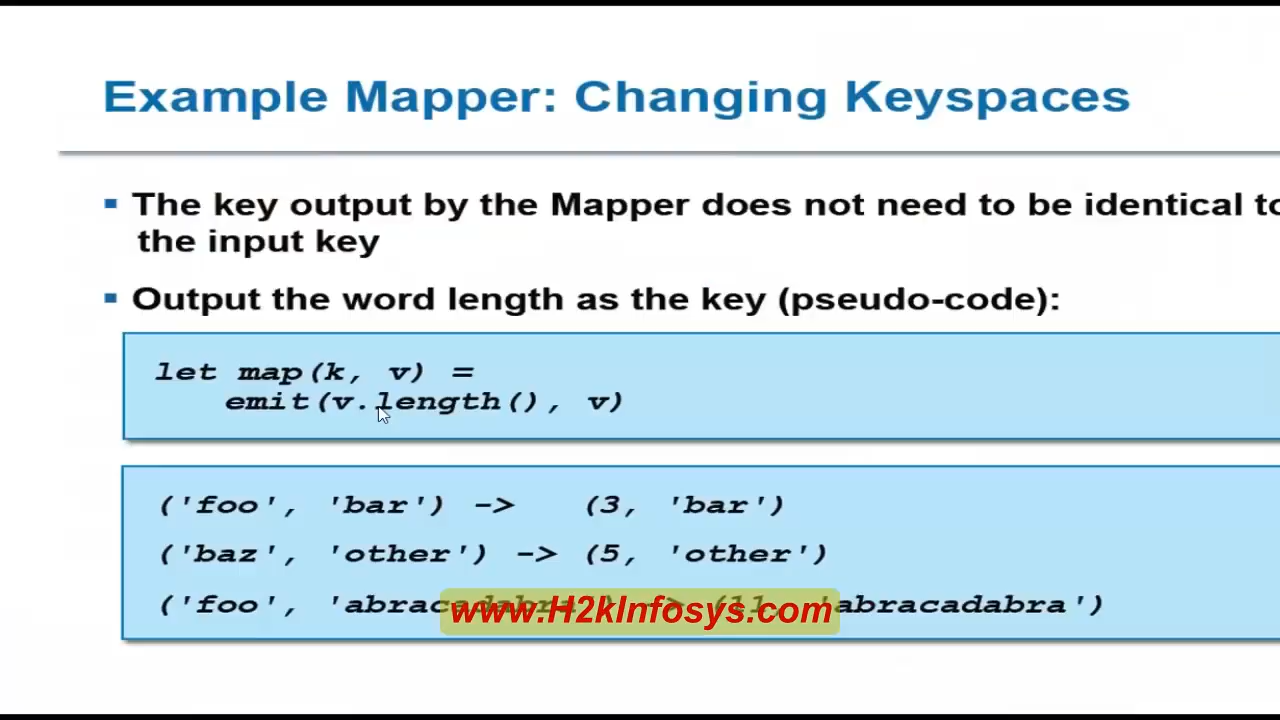 Example Mapper: Changing Keyspaces
The key output by the Mapper does not need to be identical to
the input key
Output the word length as the key (pseudo-code):
let map(k, v) =
emit(v.length(), v)
('foo', 'bar') -> (3, 'bar')
('baz', 'other') -> (5, 'other')
('foo', 'abracadabra') -> (11, 'abracadabra')
www.H2kInfosys.com